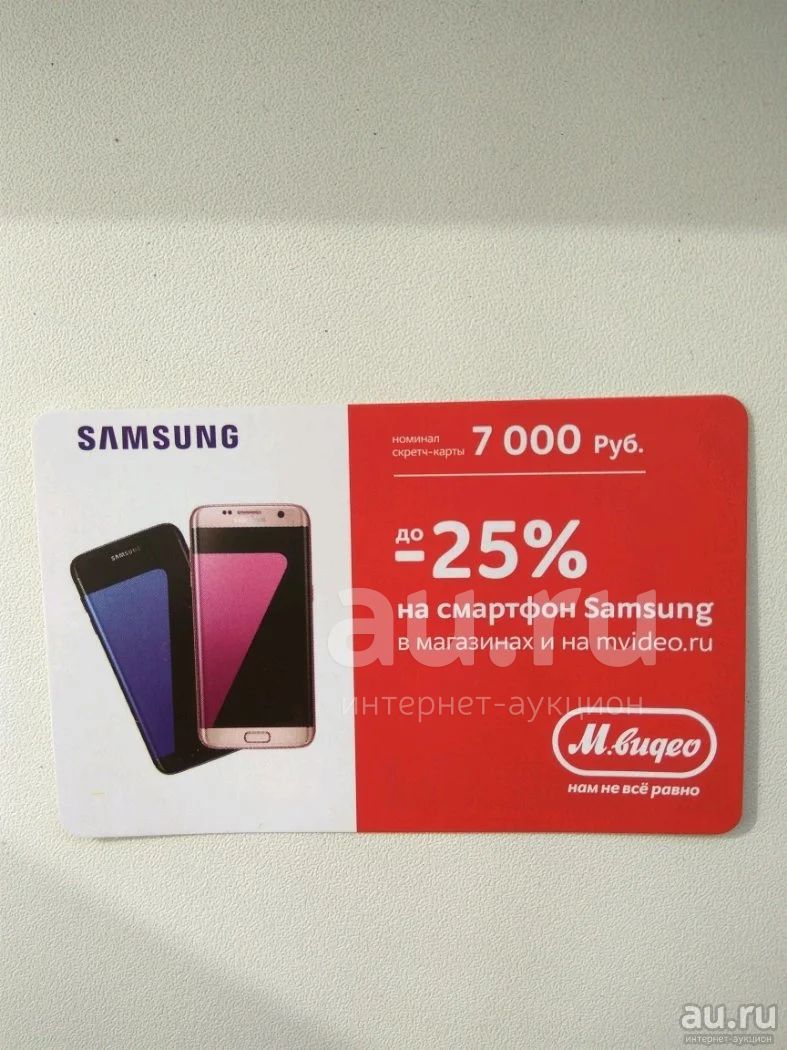 SAMSUNG
номинал
скретч-карты 7 000 Руб.
до
-25%
на смартфон Samsung
в магазинах и на mvideo.ru
М.видео
нам не всё равно
SAMSUNG
au.ru
интернет-аукцион
au.ru
интернет-аукцион